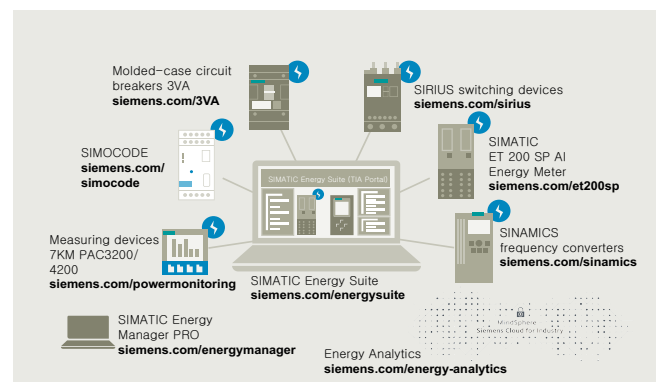 Molded-case circuit
breakers 3VA
siemens.com/3VA
SIRIUS switching devices
siemens.com/sirius
SIMOCODE
siemens.com/
simocode
SIMATIC
ET 200 SP AI
Energy Meter
siemens.com/et200sp
SIMATIC Energy Suite (TIA Portal)
Measuring devices
7KM PAC3200/
4200
siemens.com/powermonitoring
SINAMICS
frequency converters
siemens.com/sinamics
SIMATIC Energy Suite
siemens.com/energysuite
MindSphere
Siemens Cloud for Industry
SIMATIC Energy
Manager PRO
siemens.com/energymanager
Energy Analytics
siemens.com/energy-analytics